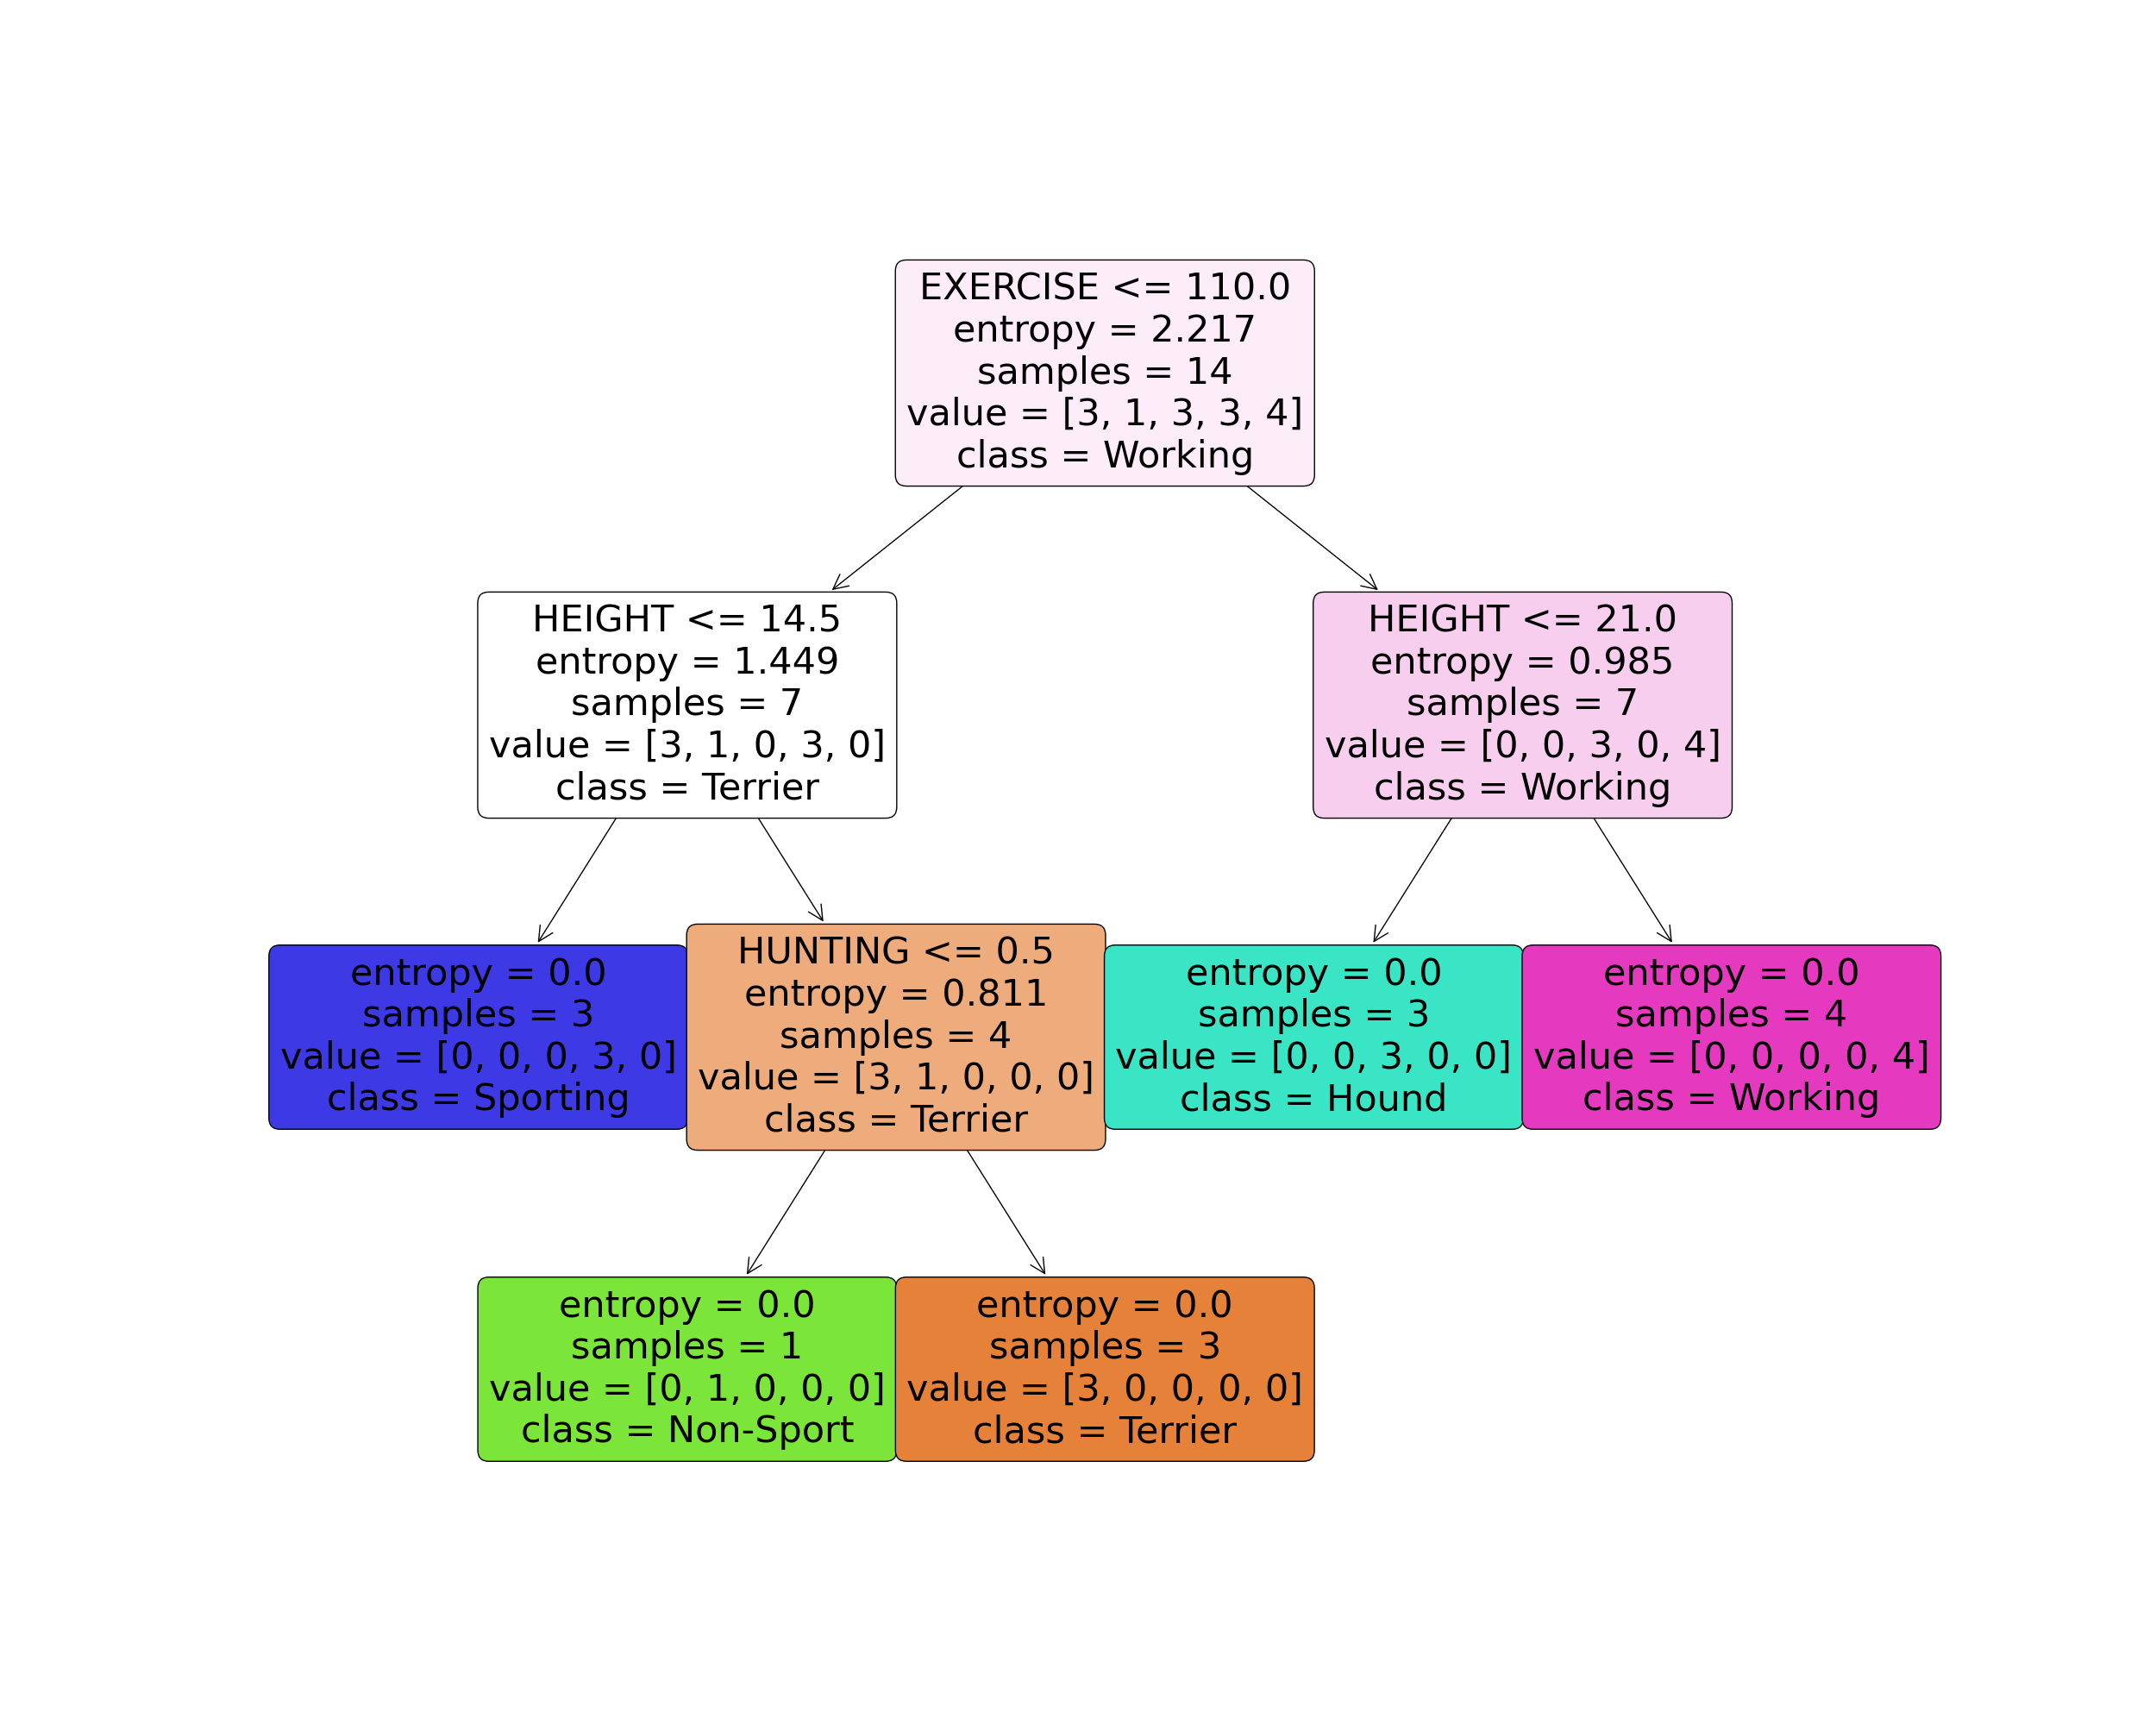 EXERCISE <= 110.0
entropy = 2.217
samples = 14
value = [3, 1, 3, 3, 4]
class = Working
HEIGHT <= 14.5
entropy = 1.449
samples = 7
value = [3, 1, 0, 3, 0]
class = Terrier
HEIGHT <= 21.0
entropy = 0.985
samples = 7
value = [0, 0, 3, 0, 4]
class = Working
entropy = 0.0
samples = 3
value = [0, 0, 0, 3, 0]
class = Sporting
HUNTING <= 0.5
entropy = 0.811
samples = 4
value = [3, 1, 0, 0, 0]
class = Terrier
entropy = 0.0
samples = 3
value = [0, 0, 3, 0, 0]
class = Hound
entropy = 0.0
samples = 4
value = [0, 0, 0, 0, 4]
class = Working
entropy = 0.0
samples = 1
value = [0, 1, 0, 0, 0]
class = Non-Sport
entropy = 0.0
samples = 3
value = [3, 0, 0, 0, 0]
class = Terrier